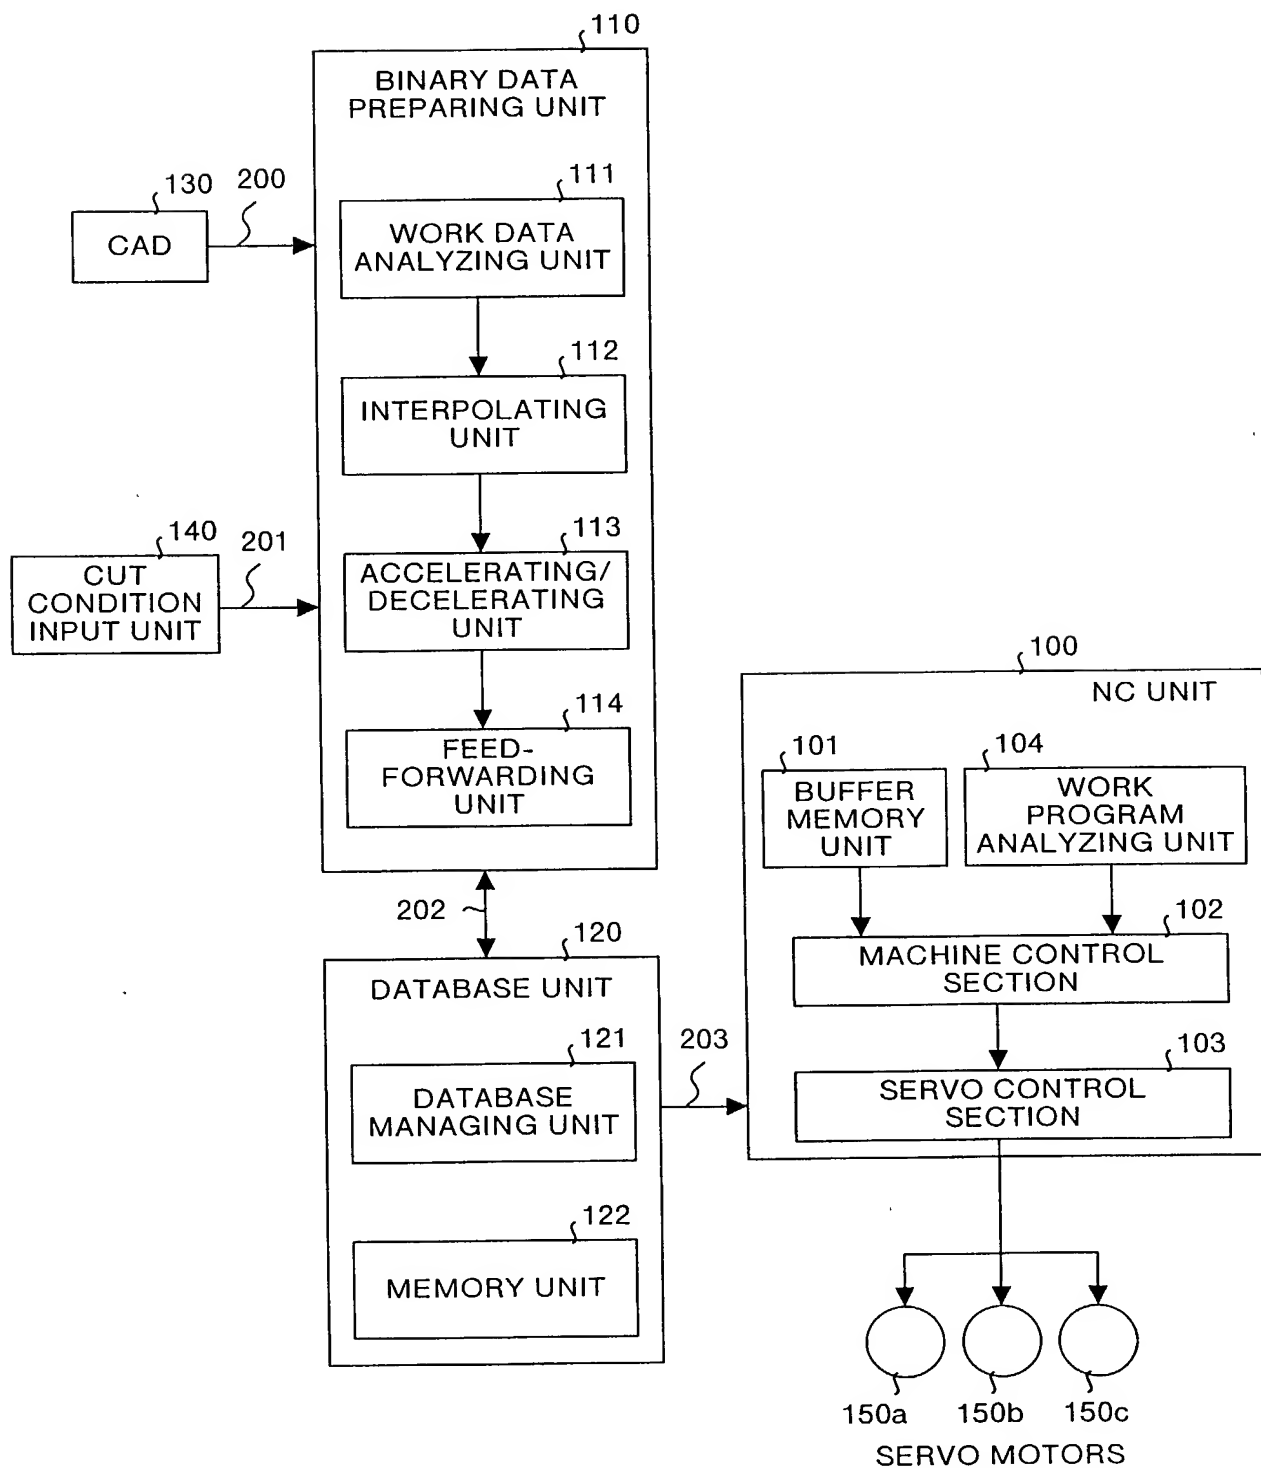 110
BINARY DATA
PREPARING UNIT
130
200
CAD
111
WORK DATA
ANALYZING UNIT
112
INTERPOLATING
UNIT
140
201
CUT
CONDITION
INPUT UNIT
113
ACCELERATING/
DECELERATING
UNIT
114
FEED-
FORWARDING
UNIT
202
120
DATABASE UNIT
121
DATABASE
MANAGING UNIT
122
MEMORY UNIT
203
100
NC UNIT
101
BUFFER
MEMORY
UNIT
104
WORK
PROGRAM
ANALYZING UNIT
102
MACHINE CONTROL
SECTION
103
SERVO CONTROL
SECTION
150a
150b
150c
SERVO MOTORS